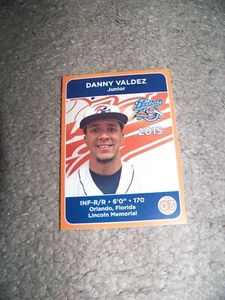 DANNY VALDEZ
Junior
2015
INF-R/R • 6'0" • 170
Orlando, Florida
Lincoln Memorial
03